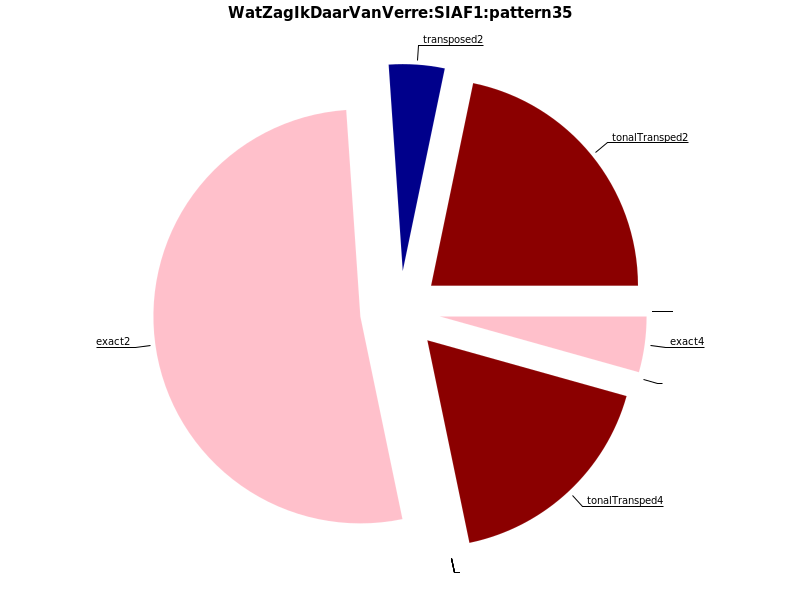 WatZagIkDaarVanVerre:SIAF1:pattern35
transposed2
tonalTransped2
exact2
exact4
tonalTransped4